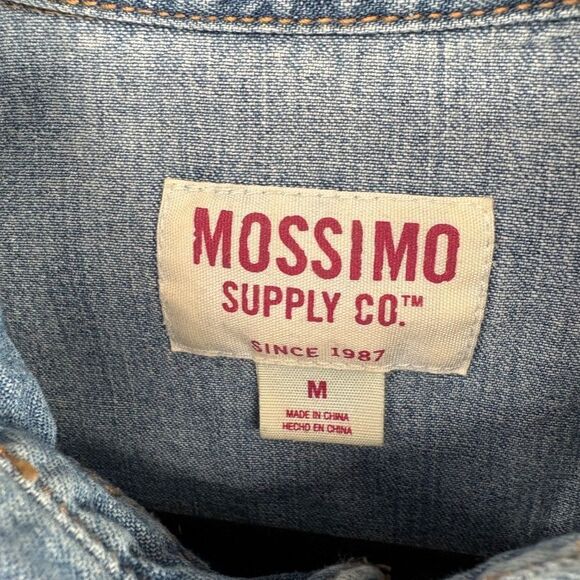 MOSSIMO
SUPPLY CO.™
SINCE 1987
M
MADE IN CHINA
HECHO EN CHINA